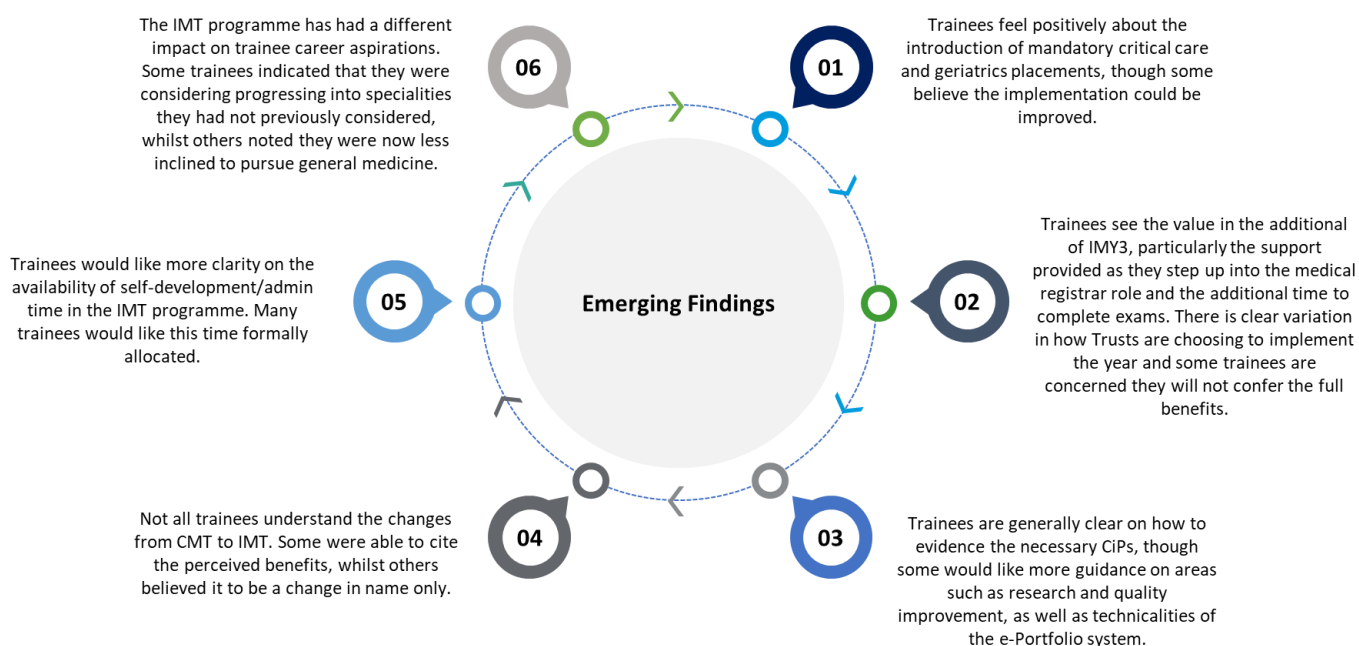 The IMT programme has had a different
impact on trainee career aspirations.
Some trainees indicated that they were
considering progressing into specialities
they had not previously considered,
whilst others noted they were now less
inclined to pursue general medicine.
06
01
Trainees feel positively about the
introduction of mandatory critical care
and geriatrics placements, though some
believe the implementation could be
improved.
Trainees would like more clarity on the
availability of self-development/admin
time in the IMT programme. Many
trainees would like this time formally
allocated.
05
Emerging Findings
02
Trainees see the value in the additional
of IMY3, particularly the support
provided as they step up into the medical
registrar role and the additional time to
complete exams. There is clear variation
in how Trusts are choosing to implement
the year and some trainees are
concerned they will not confer the full
benefits.
Not all trainees understand the changes
from CMT to IMT. Some were able to cite
the perceived benefits, whilst others
believed it to be a change in name only.
04
03
Trainees are generally clear on how to
evidence the necessary CiPs, though
some would like more guidance on areas
such as research and quality
improvement, as well as technicalities of
the e-Portfolio system.